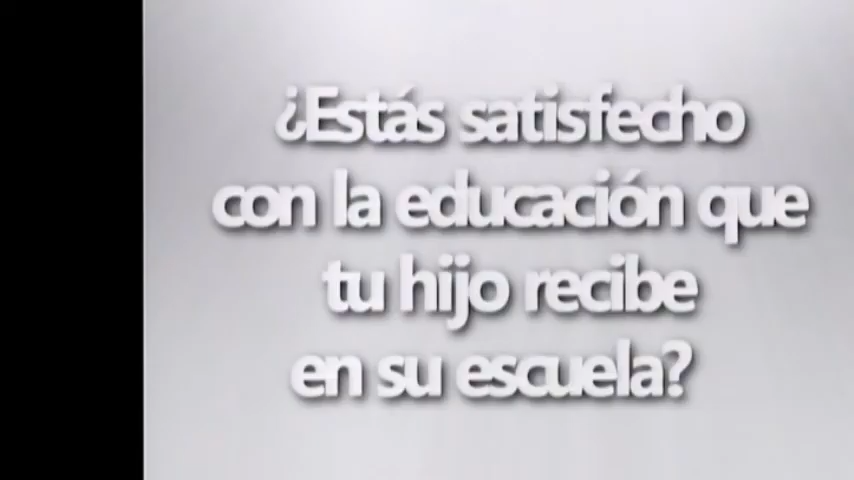 ¿Estás satisfecho
con la educación que
tu hijo recibe
en su escuela?